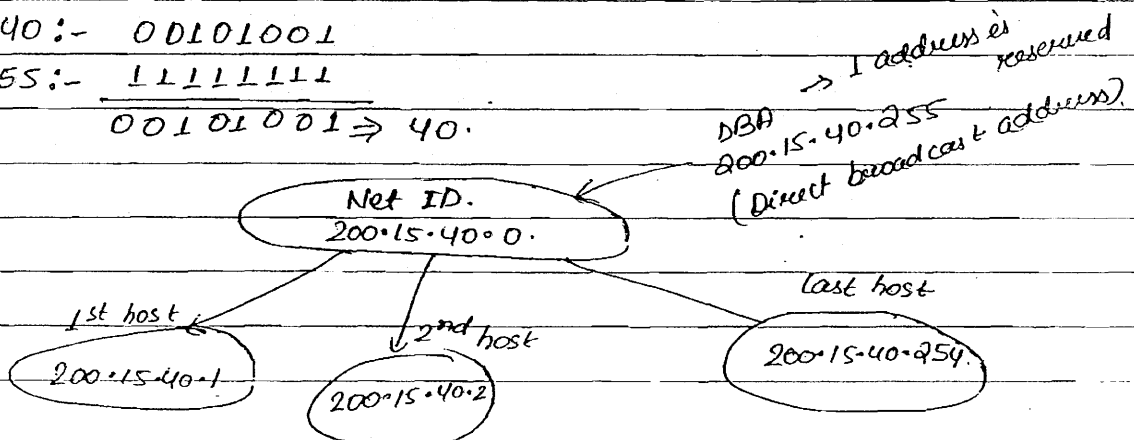 40:- 00101001
55:- 11111111
00101001 ⇒ 40.
DBA → 1 address is reserved
200.15.40.255
(Direct broadcast address).
Net ID.
200.15.40.0.
1st host
200.15.40.1
2nd host
200.15.40.2
last host
200.15.40.254.